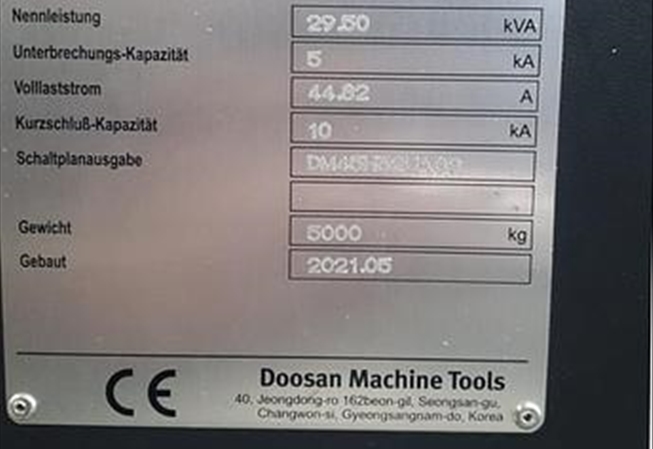 Nennleistung 29.50 kVA
Unterbrechungs-Kapazität 5 kA
Volllaststrom 44.82 A
Kurzschluß-Kapazität 10 kA
Schaltplanausgabe
Gewicht 5000 kg
Gebaut 2021.05
CE Doosan Machine Tools
40, Jeongdong-ro 162beon-gil, Seongsan-gu,
Changwon-si, Gyeongsangnam-do, Korea